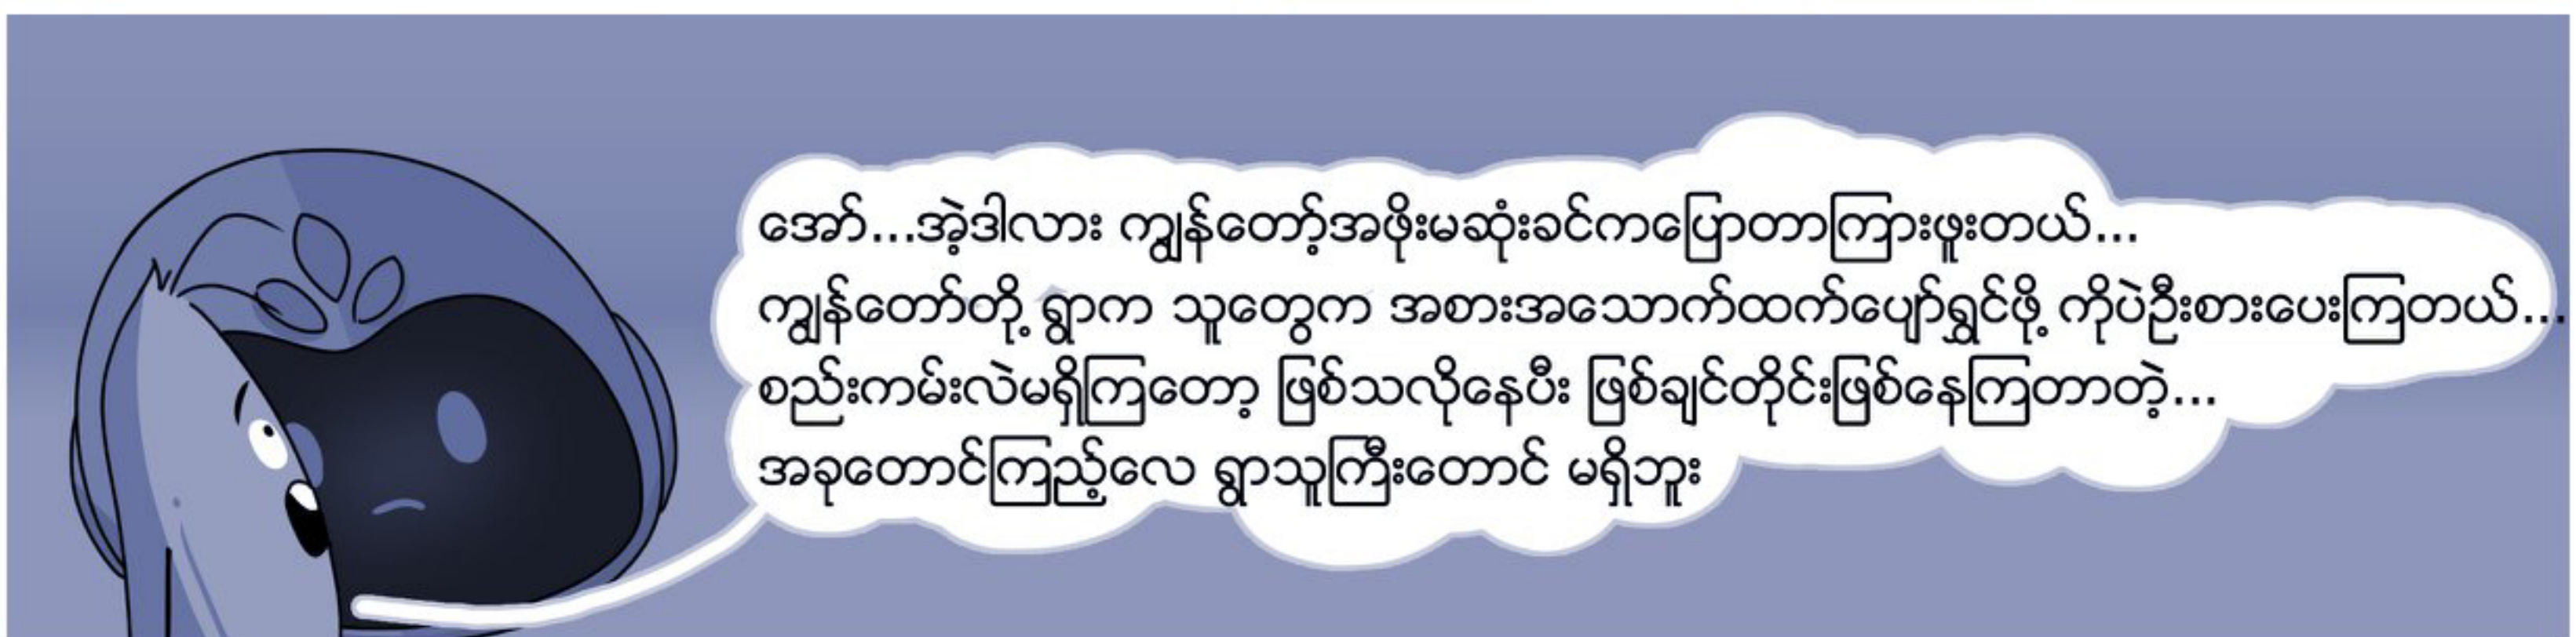 အော်...အဲ့ဒါလား ကျွန်တော့်အဖိုးမဆုံးခင်ကပြောတာကြားဖူးတယ်...
ကျွန်တော်တို့ ရွာက သူတွေက အစားအသောက်ထက်ပျော်ရွှင်ဖို့ ကိုပဲဦးစားပေးကြတယ်...
စည်းကမ်းလဲမရှိကြတော့ ဖြစ်သလိုနေပီး ဖြစ်ချင်တိုင်းဖြစ်နေကြတာတဲ့...
အခုတောင်ကြည့်လေ ရွာသူကြီးတောင် မရှိဘူး